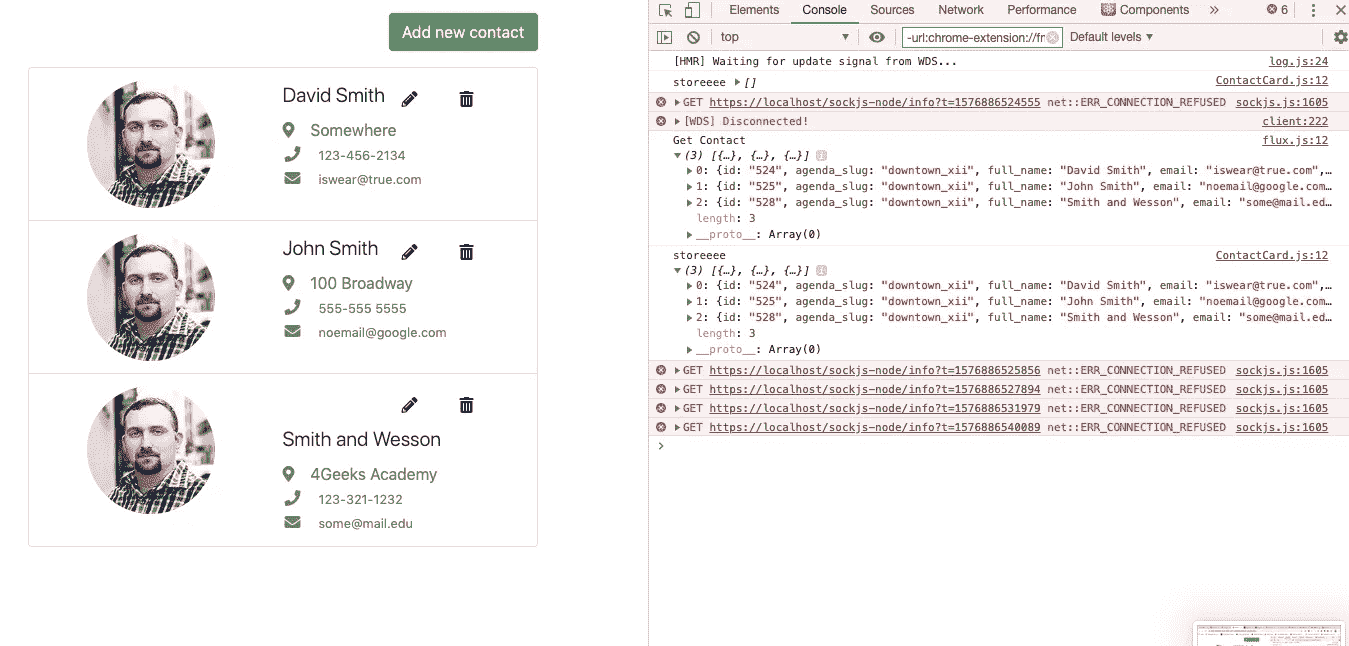 Add new contact
David Smith
Somewhere
123-456-2134
iswear@true.com
John Smith
100 Broadway
555-555 5555
noemail@google.com
Smith and Wesson
4Geeks Academy
123-321-1232
some@mail.edu
Elements Console Sources Network Performance Components » 6
top -url:chrome-extension://fr Default levels
[HMR] Waiting for update signal from WDS... log.js:24
storeeee [] ContactCard.js:12
GET https://localhost/sockjs-node/info?t=1576886524555 net::ERR_CONNECTION_REFUSED sockjs.js:1605
[WDS] Disconnected! client:222
Get Contact flux.js:12
(3) [{…}, {…}, {…}]
0: {id: "524", agenda_slug: "downtown_xii", full_name: "David Smith", email: "iswear@true.com",…
1: {id: "525", agenda_slug: "downtown_xii", full_name: "John Smith", email: "noemail@google.com…
2: {id: "528", agenda_slug: "downtown_xii", full_name: "Smith and Wesson", email: "some@mail.ed…
length: 3
__proto__: Array(0)
storeeee ContactCard.js:12
(3) [{…}, {…}, {…}]
0: {id: "524", agenda_slug: "downtown_xii", full_name: "David Smith", email: "iswear@true.com",…
1: {id: "525", agenda_slug: "downtown_xii", full_name: "John Smith", email: "noemail@google.com…
2: {id: "528", agenda_slug: "downtown_xii", full_name: "Smith and Wesson", email: "some@mail.ed…
length: 3
__proto__: Array(0)
GET https://localhost/sockjs-node/info?t=1576886525856 net::ERR_CONNECTION_REFUSED sockjs.js:1605
GET https://localhost/sockjs-node/info?t=1576886527894 net::ERR_CONNECTION_REFUSED sockjs.js:1605
GET https://localhost/sockjs-node/info?t=1576886531979 net::ERR_CONNECTION_REFUSED sockjs.js:1605
GET https://localhost/sockjs-node/info?t=1576886540089 net::ERR_CONNECTION_REFUSED sockjs.js:1605